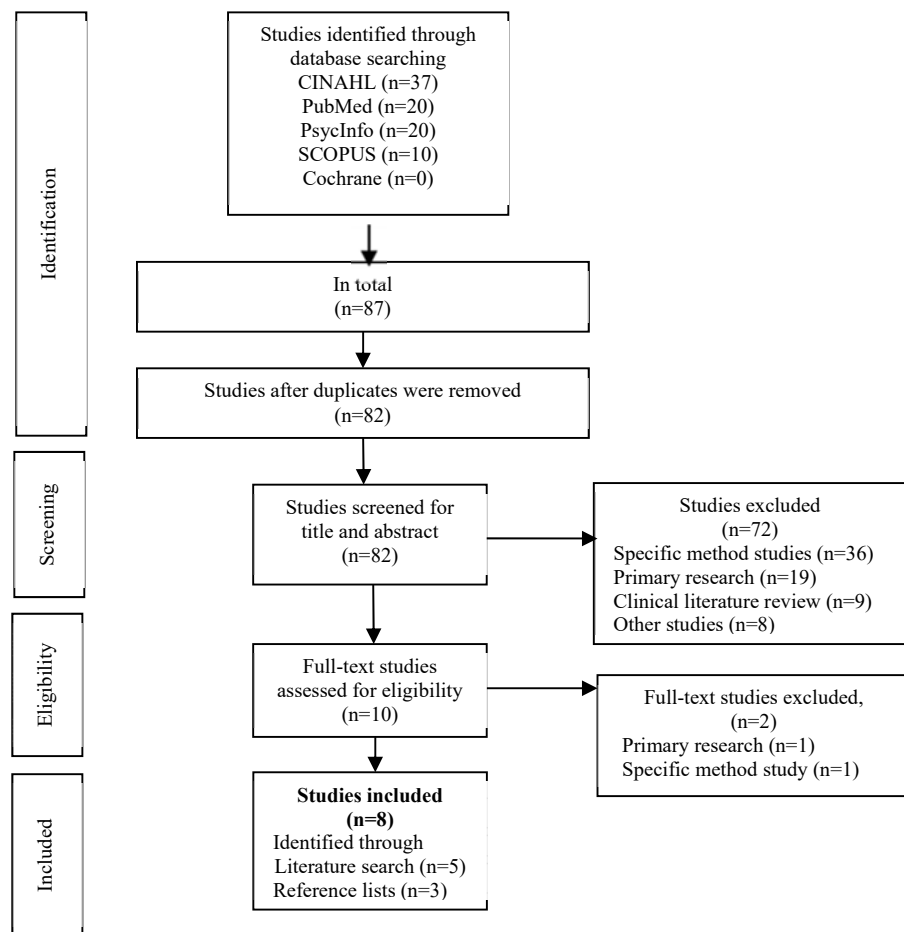 Identification
Studies identified through
database searching
CINAHL (n=37)
PubMed (n=20)
PsycInfo (n=20)
SCOPUS (n=10)
Cochrane (n=0)
In total
(n=87)
Studies after duplicates were removed
(n=82)
Screening
Studies screened for
title and abstract
(n=82)
Studies excluded
(n=72)
Specific method studies (n=36)
Primary research (n=19)
Clinical literature review (n=9)
Other studies (n=8)
Eligibility
Full-text studies
assessed for eligibility
(n=10)
Full-text studies excluded,
(n=2)
Primary research (n=1)
Specific method study (n=1)
Included
Studies included
(n=8)
Identified through
Literature search (n=5)
Reference lists (n=3)